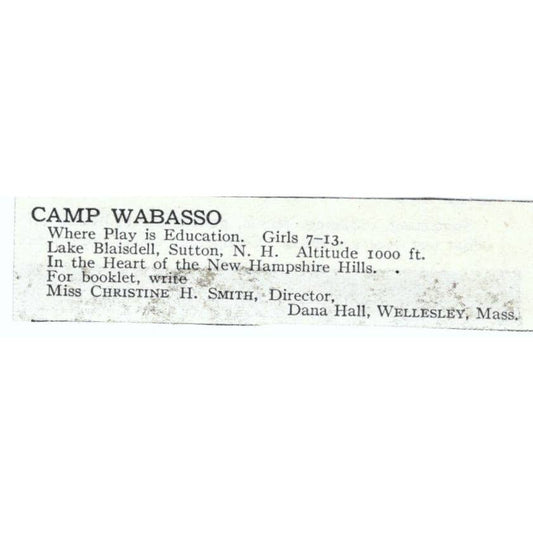 CAMP WABASSO
Where Play is Education. Girls 7–13.
Lake Blaisdell, Sutton, N. H. Altitude 1000 ft.
In the Heart of the New Hampshire Hills.
For booklet, write
Miss CHRISTINE H. SMITH, Director,
Dana Hall, WELLESLEY, Mass.